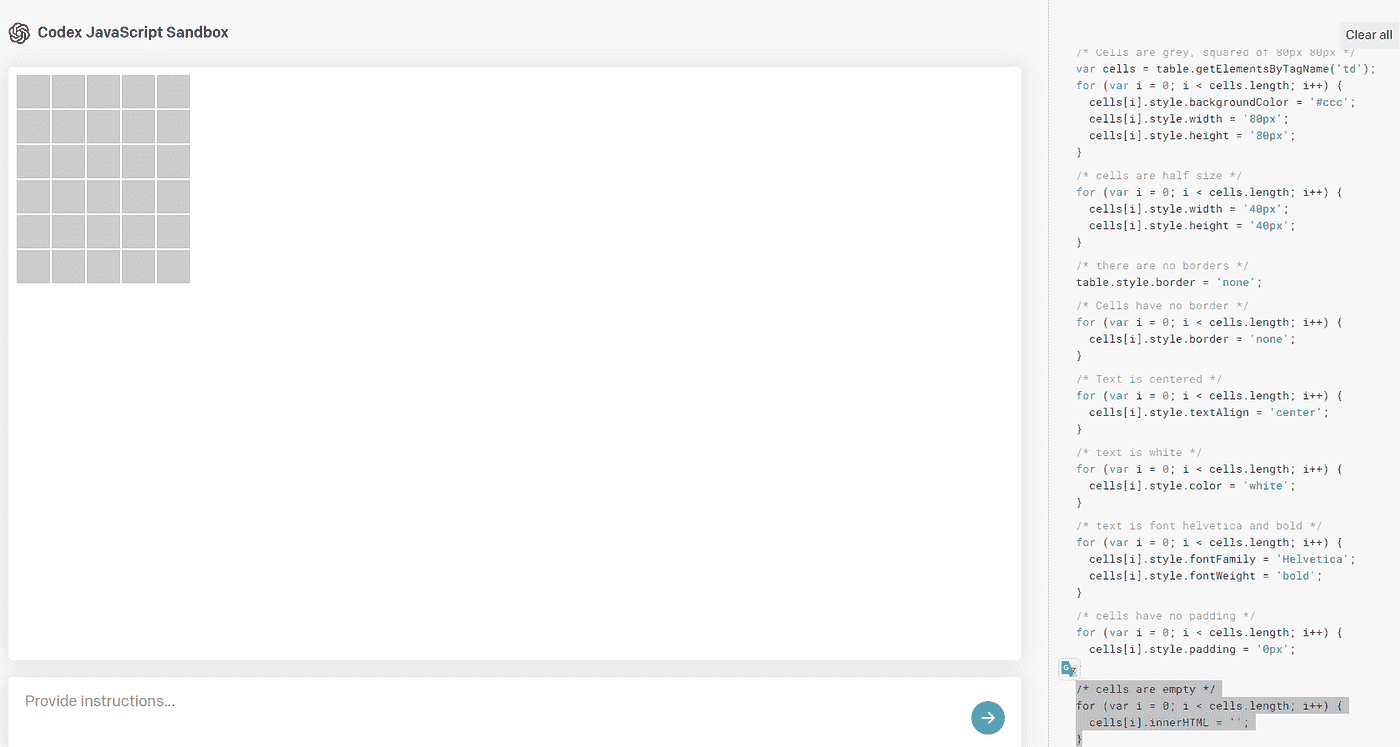 Codex JavaScript Sandbox
Clear all
/* Cells are grey, squared of 80px 80px */
var cells = table.getElementsByTagName('td');
for (var i = 0; i < cells.length; i++) {
  cells[i].style.backgroundColor = '#ccc';
  cells[i].style.width = '80px';
  cells[i].style.height = '80px';
}
/* cells are half size */
for (var i = 0; i < cells.length; i++) {
  cells[i].style.width = '40px';
  cells[i].style.height = '40px';
}
/* there are no borders */
table.style.border = 'none';
/* Cells have no border */
for (var i = 0; i < cells.length; i++) {
  cells[i].style.border = 'none';
}
/* Text is centered */
for (var i = 0; i < cells.length; i++) {
  cells[i].style.textAlign = 'center';
}
/* text is white */
for (var i = 0; i < cells.length; i++) {
  cells[i].style.color = 'white';
}
/* text is font helvetica and bold */
for (var i = 0; i < cells.length; i++) {
  cells[i].style.fontFamily = 'Helvetica';
  cells[i].style.fontWeight = 'bold';
}
/* cells have no padding */
for (var i = 0; i < cells.length; i++) {
  cells[i].style.padding = '0px';
/* cells are empty */
for (var i = 0; i < cells.length; i++) {
  cells[i].innerHTML = '';
}
Provide instructions...